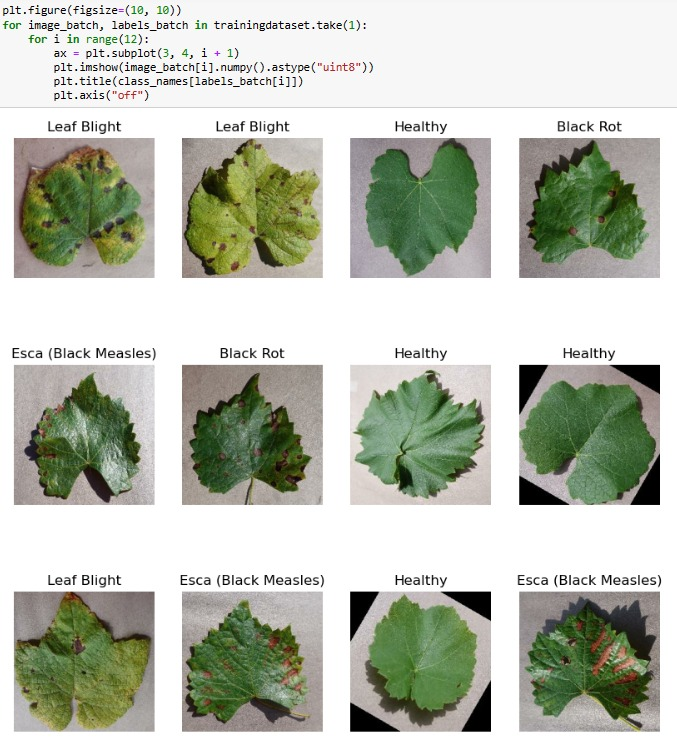 plt.figure(figsize=(10, 10))
for image_batch, labels_batch in trainingdataset.take(1):
    for i in range(12):
        ax = plt.subplot(3, 4, i + 1)
        plt.imshow(image_batch[i].numpy().astype("uint8"))
        plt.title(class_names[labels_batch[i]])
        plt.axis("off")
Leaf Blight Leaf Blight Healthy Black Rot
Esca (Black Measles) Black Rot Healthy Healthy
Leaf Blight Esca (Black Measles) Healthy Esca (Black Measles)